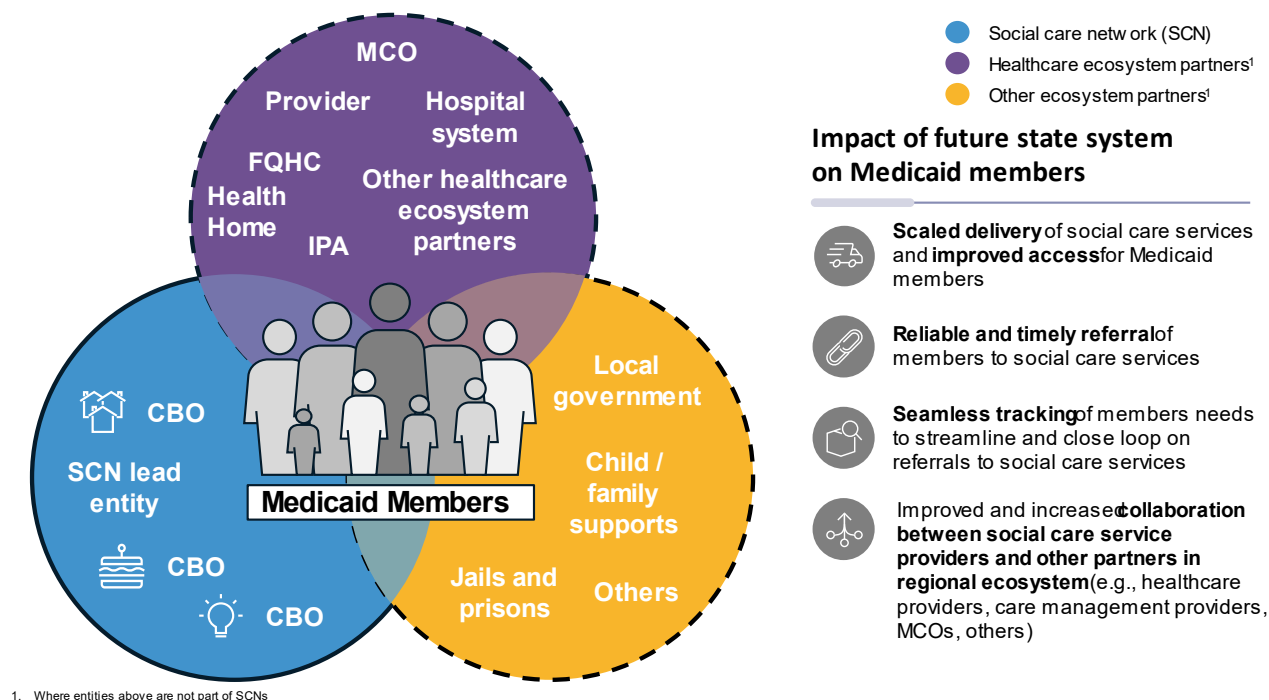 MCO
Provider
Hospital
system
FQHC
Health
Home
Other healthcare
ecosystem
partners
IPA
CBO
SCN lead
entity
CBO
CBO
Medicaid Members
Local
government
Child /
family
supports
Jails and
prisons
Others
Social care network (SCN)
Healthcare ecosystem partners¹
Other ecosystem partners¹
Impact of future state system
on Medicaid members
Scaled delivery of social care services
and improved access for Medicaid
members
Reliable and timely referral of
members to social care services
Seamless tracking of members needs
to streamline and close loop on
referrals to social care services
Improved and increased collaboration
between social care service
providers and other partners in
regional ecosystem (e.g., healthcare
providers, care management providers,
MCOs, others)
1. Where entities above are not part of SCNs